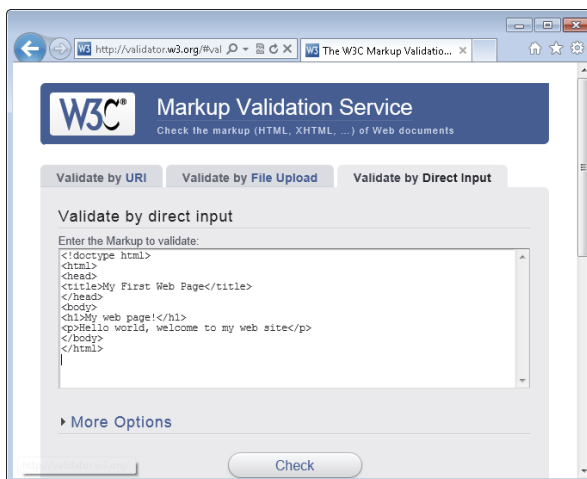 http://validator.w3.org/#val
The W3C Markup Validatio...
W3C® Markup Validation Service
Check the markup (HTML, XHTML, ...) of Web documents
Validate by URI Validate by File Upload Validate by Direct Input
Validate by direct input
Enter the Markup to validate:
<!doctype html>
<html>
<head>
<title>My First Web Page</title>
</head>
<body>
<h1>My web page!</h1>
<p>Hello world, welcome to my web site</p>
</body>
</html>
More Options
Check